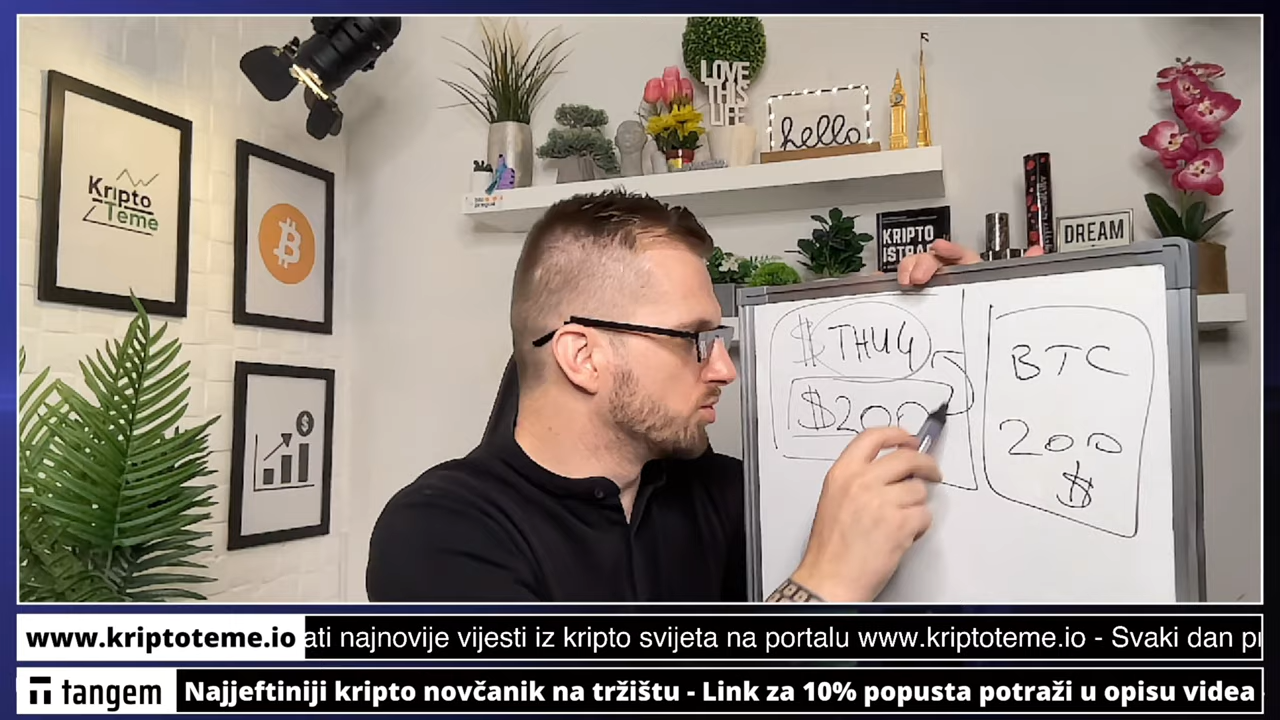 Kripto
Teme
LOVE
THIS
LIFE
hello
KRIPTO
DREAM
$ THUG
$200
BTC
200
$
www.kriptoteme.io
ati najnovije vijesti iz kripto svijeta na portalu www.kriptoteme.io - Svaki dan pr
tangem
Najjeftiniji kripto novčanik na tržištu - Link za 10% popusta potraži u opisu videa